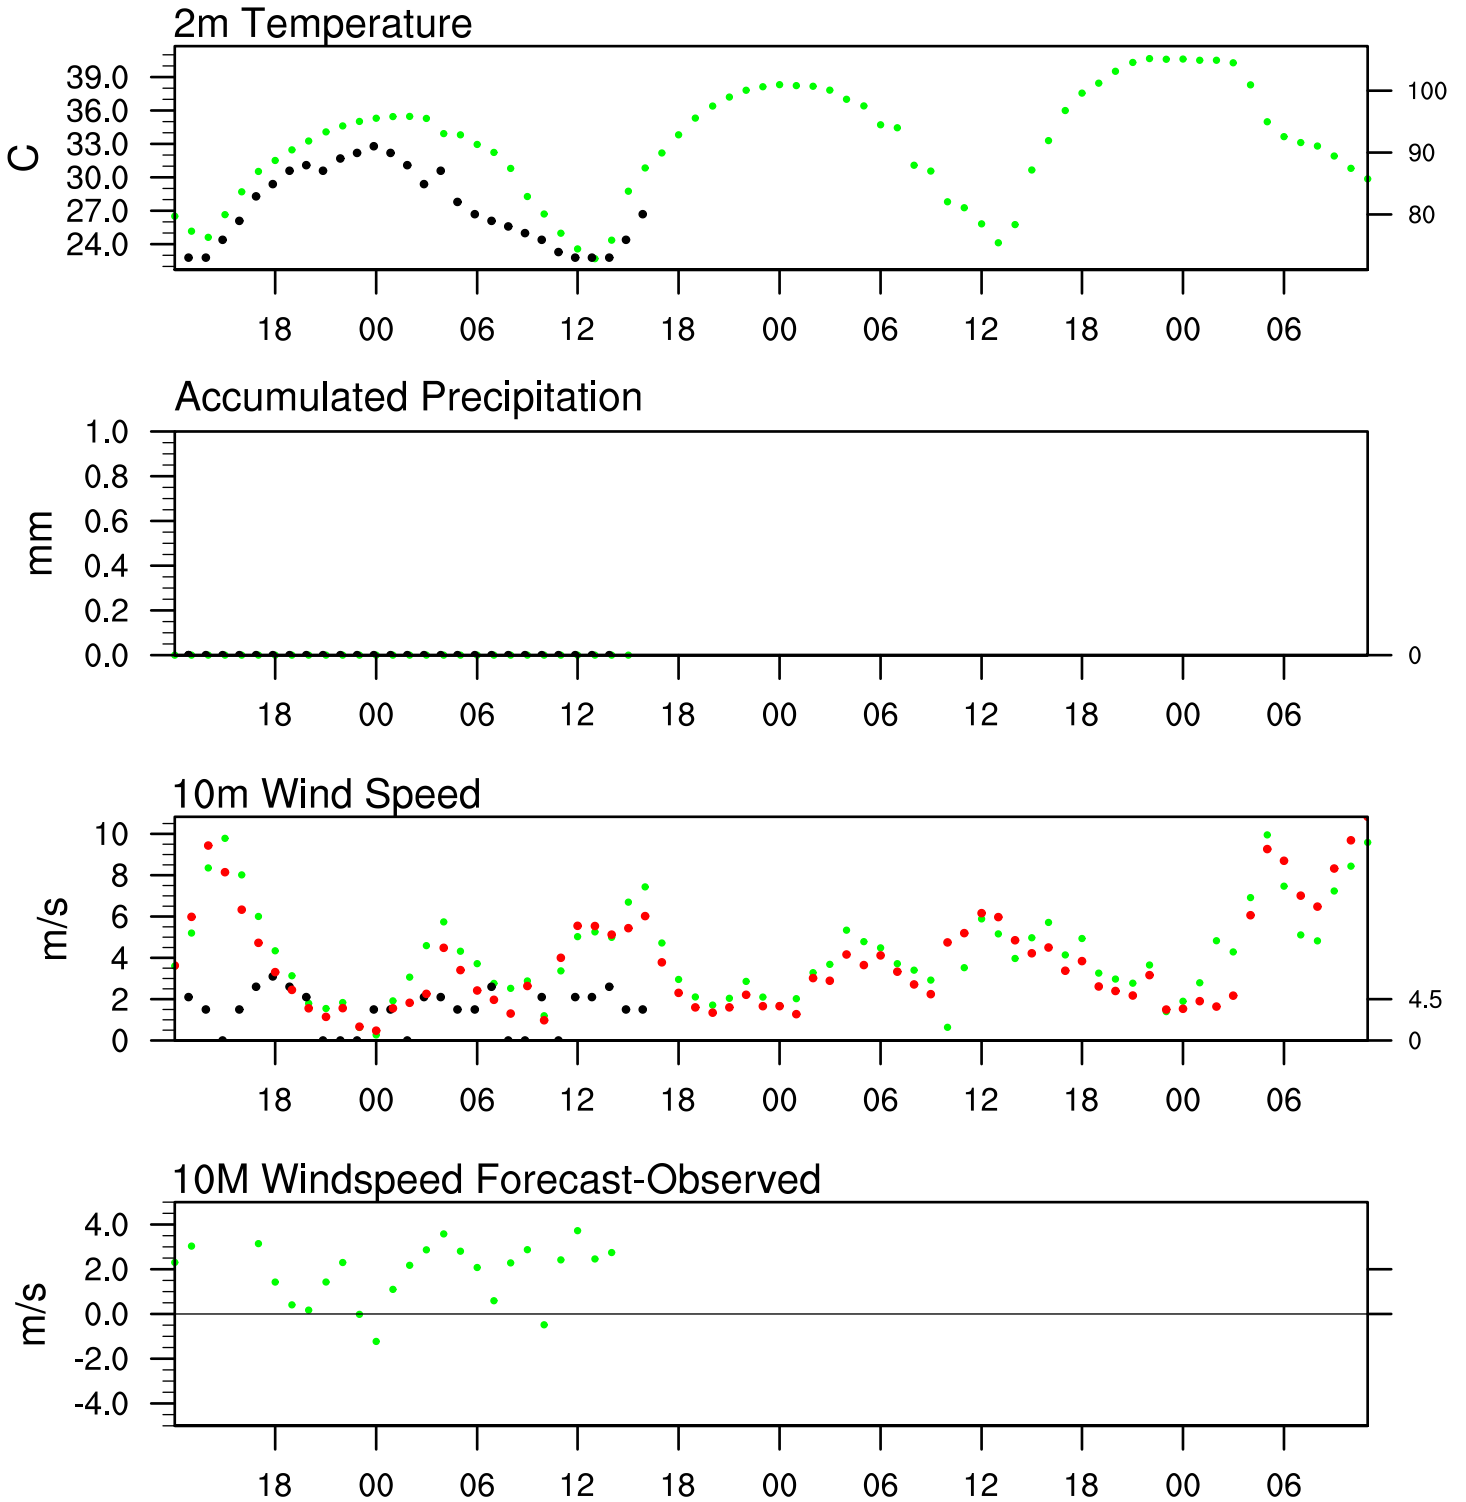 2m Temperature
39.0
36.0
33.0
30.0
27.0
24.0
C
100
90
80
18 00 06 12 18 00 06 12 18 00 06
Accumulated Precipitation
1.0
0.8
0.6
0.4
0.2
0.0
mm
0
18 00 06 12 18 00 06 12 18 00 06
10m Wind Speed
10
8
6
4
2
0
m/s
4.5
0
18 00 06 12 18 00 06 12 18 00 06
10M Windspeed Forecast-Observed
4.0
2.0
0.0
-2.0
-4.0
m/s
18 00 06 12 18 00 06 12 18 00 06